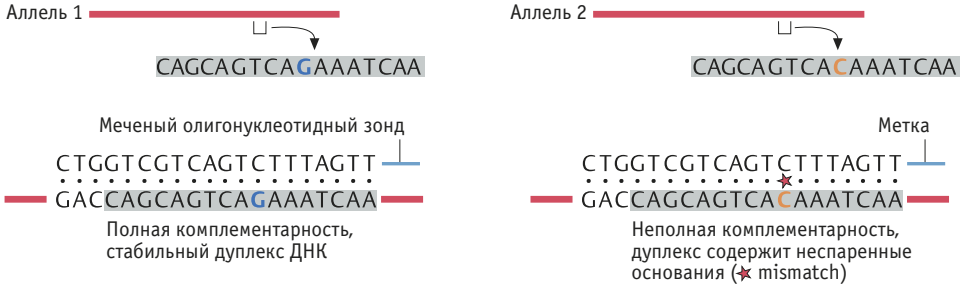 Аллель 1
CAGCAGTCAGAAATCAA
Меченый олигонуклеотидный зонд
CTGGTCGTCAGTCTTTAGTT
GACCAGCAGTCAGAAATCAA
Полная комплементарность,
стабильный дуплекс ДНК
Аллель 2
CAGCAGTCACAAATCAA
Метка
CTGGTCGTCAGTCTTTAGTT
GACCAGCAGTCACAAATCAA
Неполная комплементарность,
дуплекс содержит неспаренные
основания (★ mismatch)